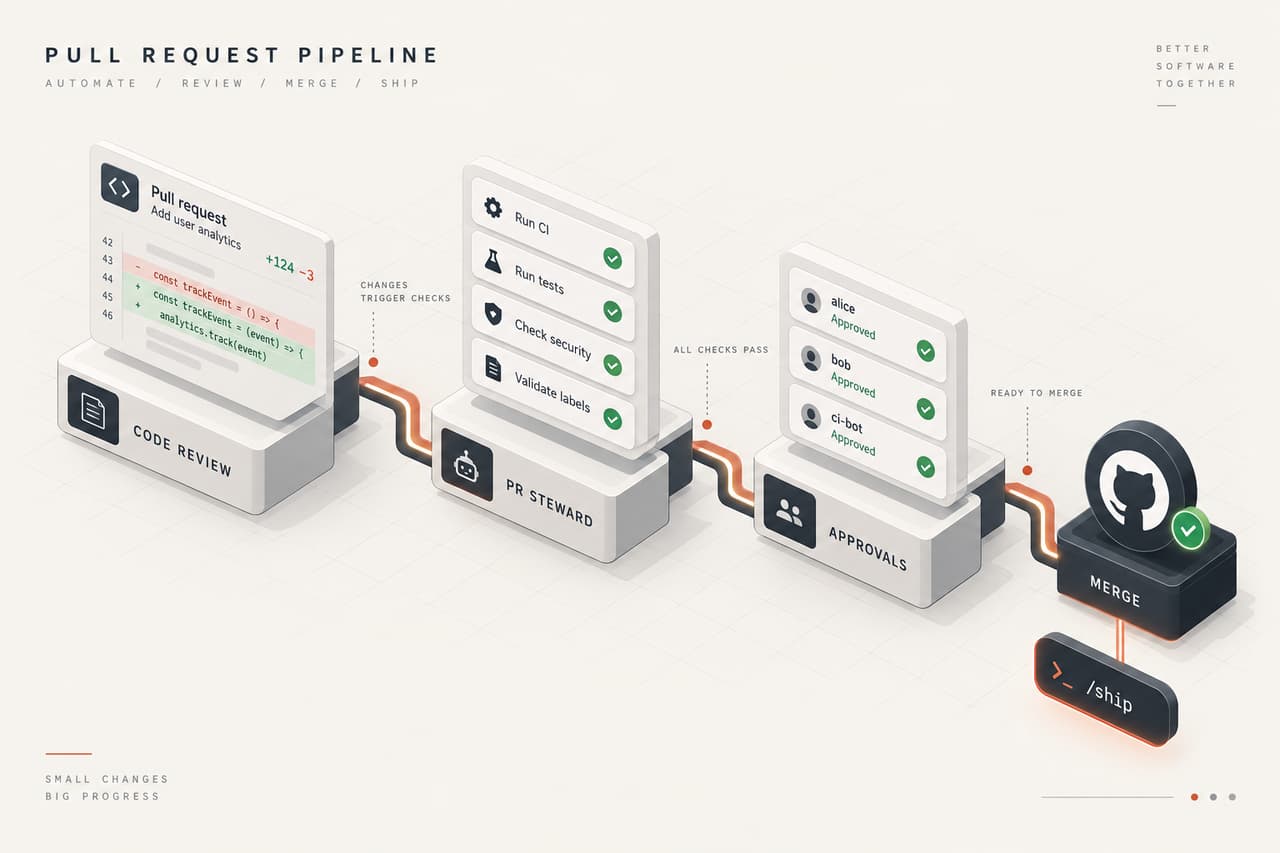 PULL REQUEST PIPELINE
AUTOMATE / REVIEW / MERGE / SHIP
BETTER
SOFTWARE
TOGETHER
Pull request
Add user analytics
+124 −3
42
43
44
45
46
− const trackEvent = () => {
+ const trackEvent = (event) => {
+ analytics.track(event)
CODE REVIEW
CHANGES
TRIGGER CHECKS
Run CI
Run tests
Check security
Validate labels
PR STEWARD
ALL CHECKS PASS
alice
Approved
bob
Approved
ci-bot
Approved
APPROVALS
READY TO MERGE
MERGE
>_ /ship
SMALL CHANGES
BIG PROGRESS